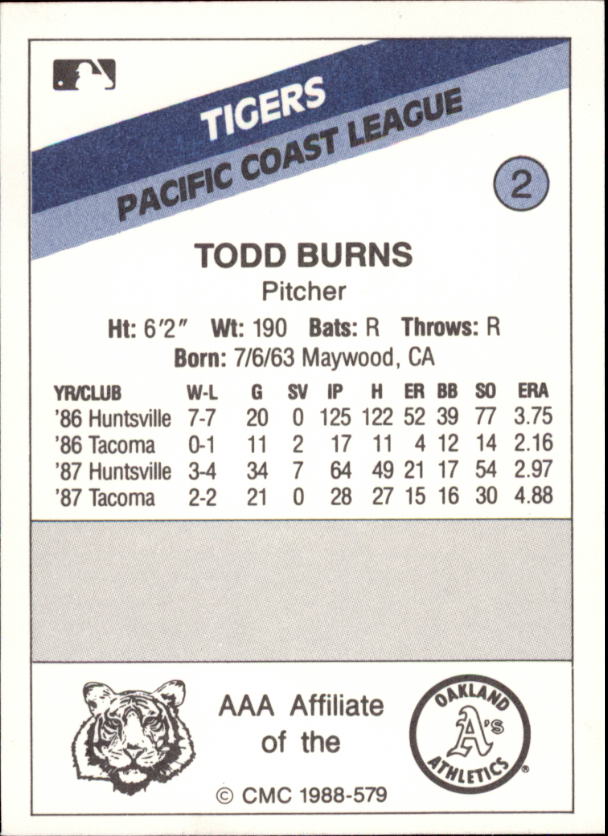 TIGERS
PACIFIC COAST LEAGUE
2
TODD BURNS
Pitcher
Ht: 6'2" Wt: 190 Bats: R Throws: R
Born: 7/6/63 Maywood, CA
YR/CLUB W-L G SV IP H ER BB SO ERA
'86 Huntsville 7-7 20 0 125 122 52 39 77 3.75
'86 Tacoma 0-1 11 2 17 11 4 12 14 2.16
'87 Huntsville 3-4 34 7 64 49 21 17 54 2.97
'87 Tacoma 2-2 21 0 28 27 15 16 30 4.88
AAA Affiliate
of the
OAKLAND
A's
ATHLETICS
®
© CMC 1988-579